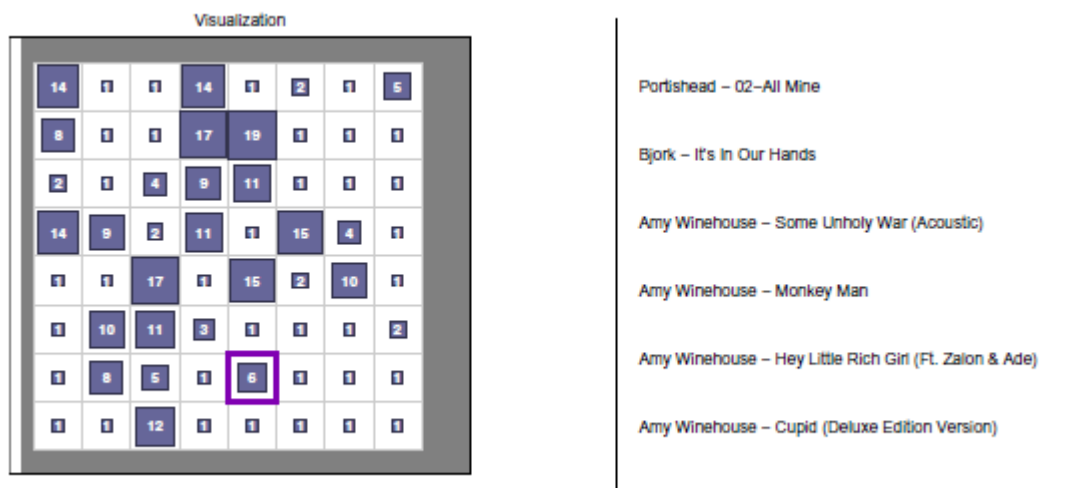 Visualization
14 1 1 14 1 2 1 5
8 1 1 17 19 1 1 1
2 1 4 9 11 1 1 1
14 9 2 11 1 15 4 1
1 1 17 1 15 2 10 1
1 10 11 3 1 1 1 2
1 8 5 1 6 1 1 1
1 1 12 1 1 1 1 1
Portishead – 02–All Mine
Bjork – It's In Our Hands
Amy Winehouse – Some Unholy War (Acoustic)
Amy Winehouse – Monkey Man
Amy Winehouse – Hey Little Rich Girl (Ft. Zalon & Ade)
Amy Winehouse – Cupid (Deluxe Edition Version)